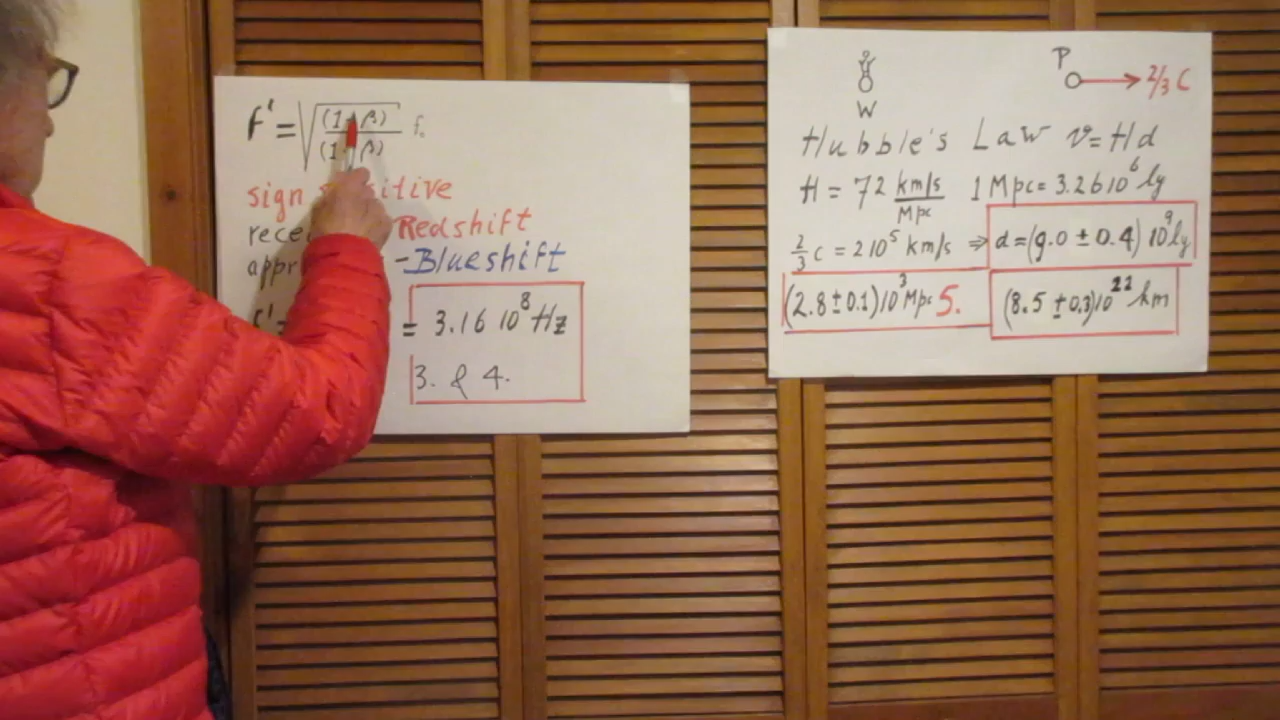 f' = √((1 β)/(1 β)) f₀
sign
Redshift
-Blueshift
f' =
= 3.16 10⁸ Hz
3. & 4.
W
P
2/3 C
Hubble's Law v = Hd
H = 72 km/s / Mpc 1 Mpc = 3.26 10⁶ ly
2/3 c = 2 10⁵ km/s ⇒ d = (9.0 ± 0.4) 10⁹ ly
(2.8 ± 0.1) 10³ Mpc 5. (8.5 ± 0.3) 10²² km